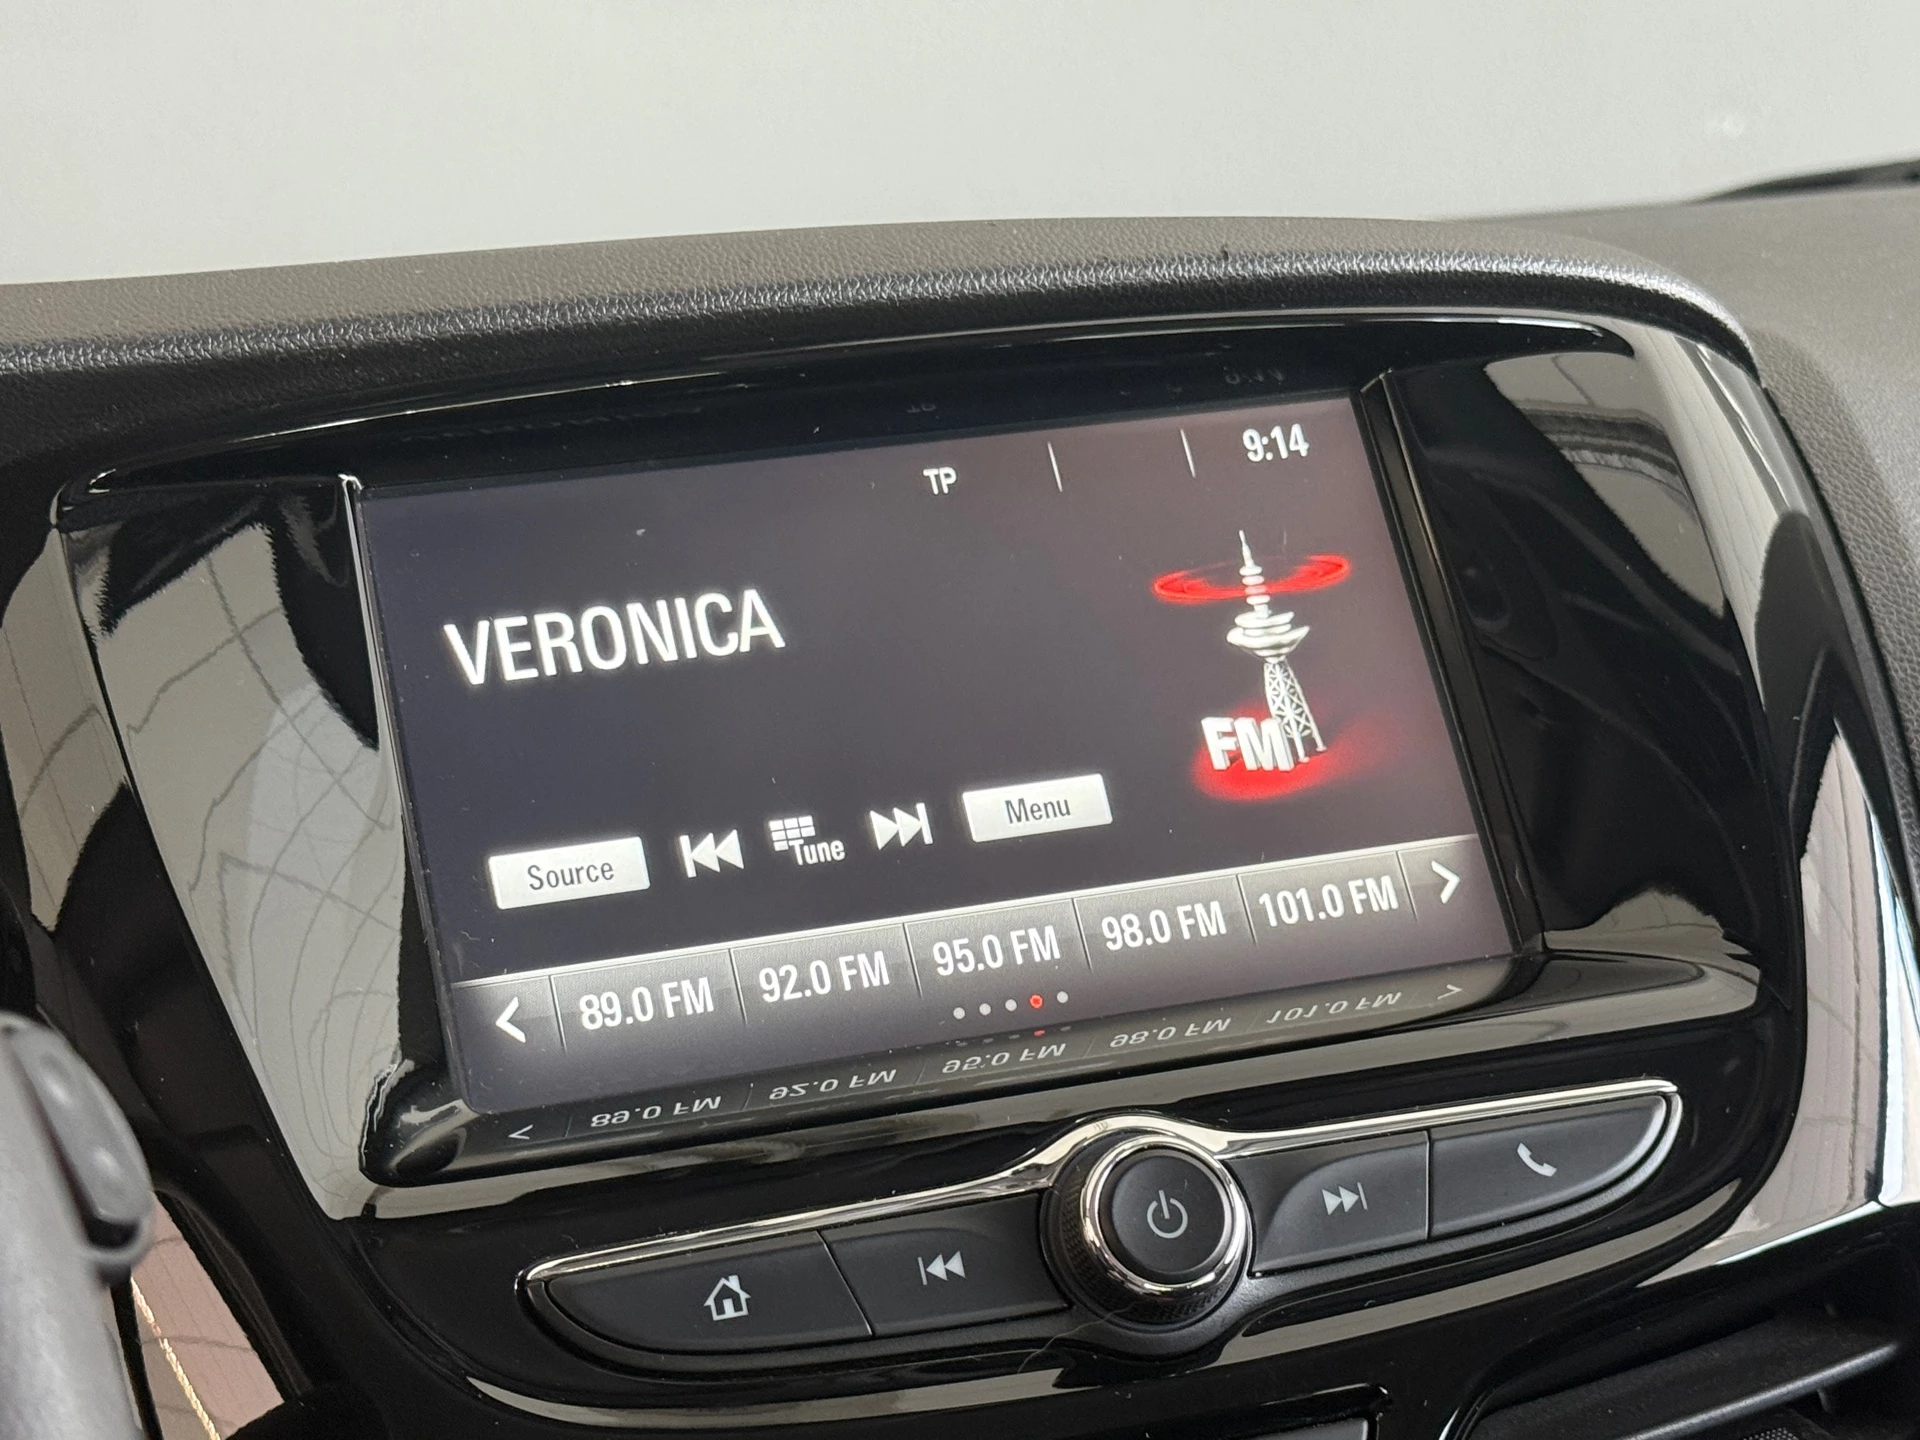 TP 9:14
VERONICA
FM
Source Tune Menu
89.0 FM 92.0 FM 95.0 FM 98.0 FM 101.0 FM